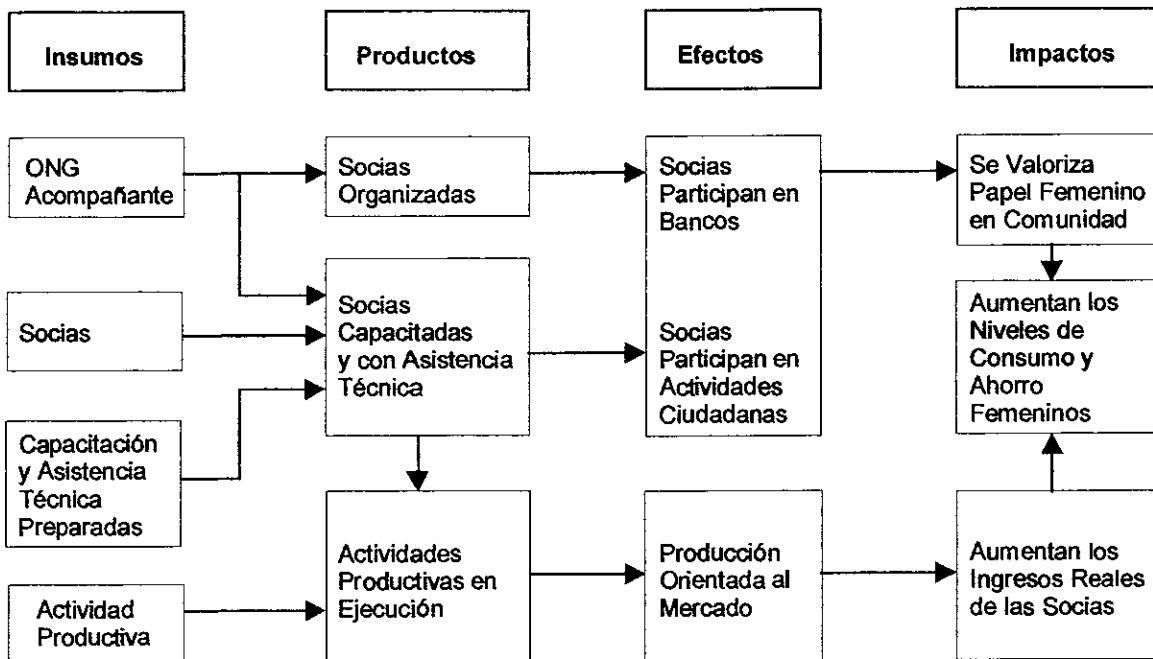 Insumos
Productos
Efectos
Impactos
ONG
Acompañante
Socias
Organizadas
Socias
Participan en
Bancos
Se Valoriza
Papel Femenino
en Comunidad
Socias
Socias
Capacitadas
y con Asistencia
Técnica
Socias
Participan en
Actividades
Ciudadanas
Aumentan los
Niveles de
Consumo y
Ahorro
Femeninos
Capacitación
y Asistencia
Técnica
Preparadas
Actividad
Productiva
Actividades
Productivas en
Ejecución
Producción
Orientada al
Mercado
Aumentan los
Ingresos Reales
de las Socias